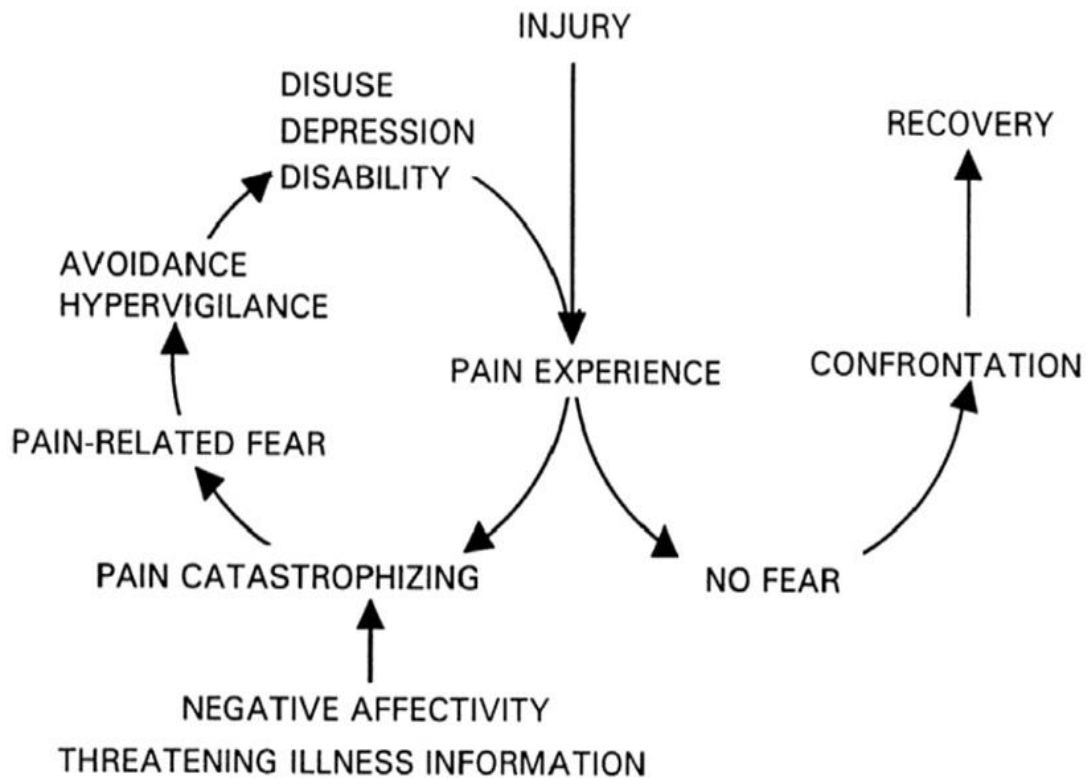 INJURY
DISUSE
DEPRESSION
DISABILITY
RECOVERY
AVOIDANCE
HYPERVIGILANCE
PAIN EXPERIENCE
CONFRONTATION
PAIN-RELATED FEAR
PAIN CATASTROPHIZING
NO FEAR
NEGATIVE AFFECTIVITY
THREATENING ILLNESS INFORMATION